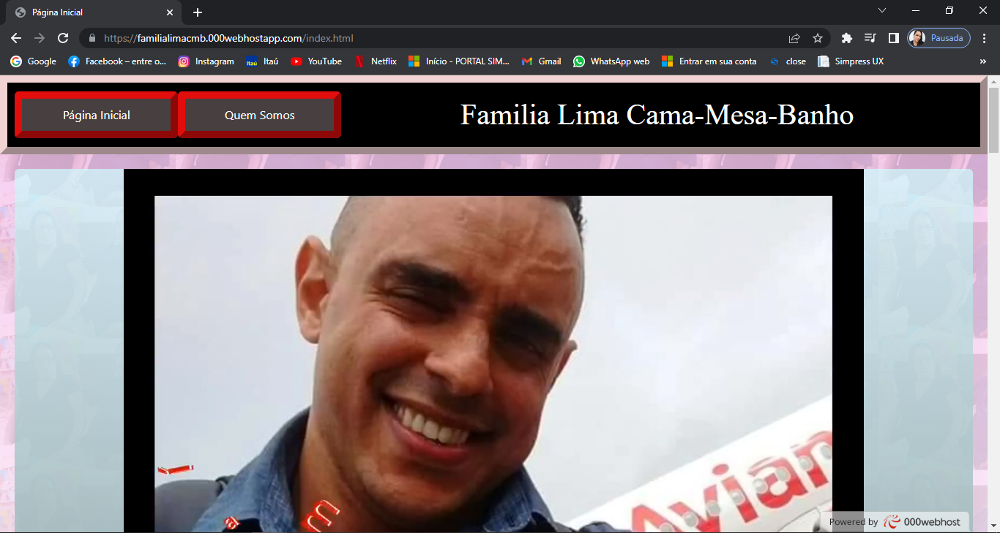 Página Inicial
https://familialimacmb.000webhostapp.com/index.html
Pausada
Google
Facebook – entre o...
Instagram
Itaú
Itaú
YouTube
Netflix
Início - PORTAL SIM...
Gmail
WhatsApp web
Entrar em sua conta
close
Simpress UX
Página Inicial
Quem Somos
Familia Lima Cama-Mesa-Banho
Avian
a
m
Powered by 000webhost